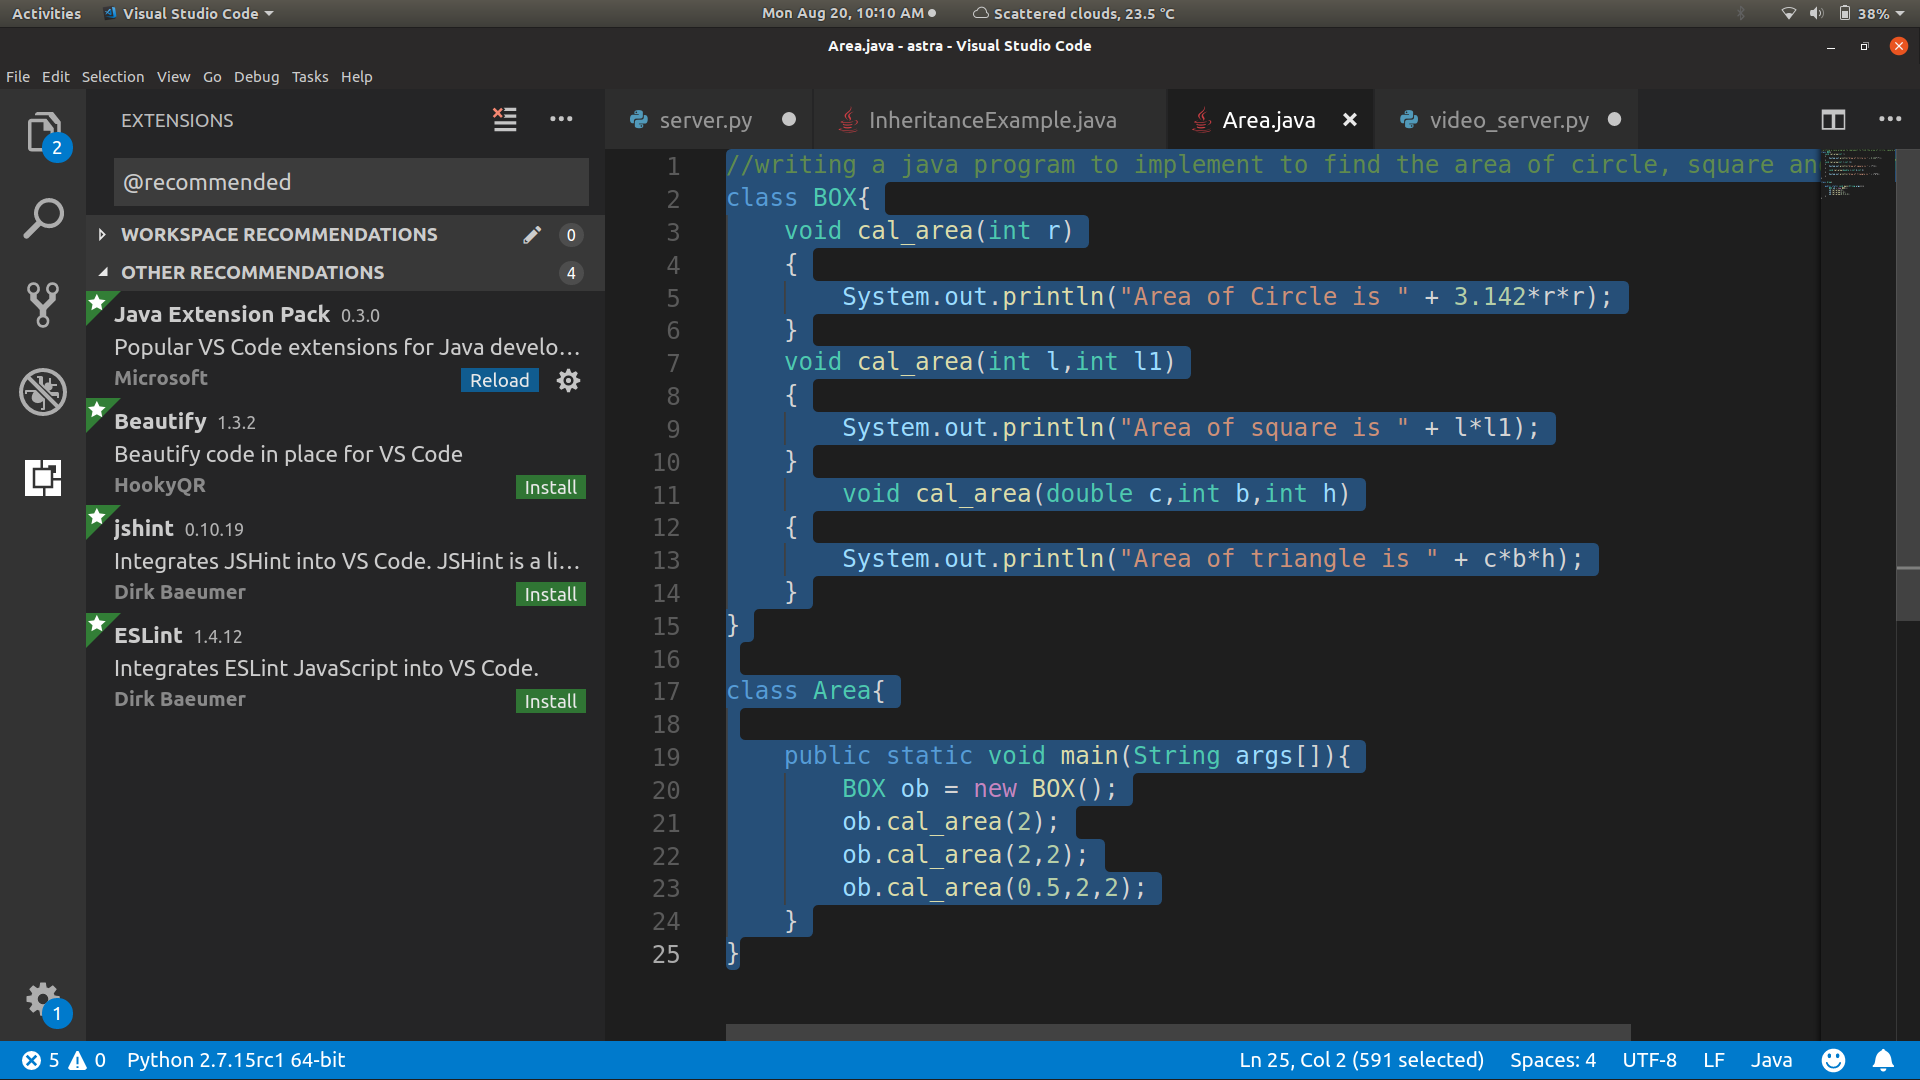 Activities Visual Studio Code Mon Aug 20, 10:10 AM Scattered clouds, 23.5 °C 38%
Area.java - astra - Visual Studio Code
File Edit Selection View Go Debug Tasks Help
EXTENSIONS
@recommended
WORKSPACE RECOMMENDATIONS 0
OTHER RECOMMENDATIONS 4
Java Extension Pack 0.3.0
Popular VS Code extensions for Java develo...
Microsoft Reload
Beautify 1.3.2
Beautify code in place for VS Code
HookyQR Install
jshint 0.10.19
Integrates JSHint into VS Code. JSHint is a li...
Dirk Baeumer Install
ESLint 1.4.12
Integrates ESLint JavaScript into VS Code.
Dirk Baeumer Install
2
1
server.py InheritanceExample.java Area.java video_server.py
1 //writing a java program to implement to find the area of circle, square an
2 class BOX{
3     void cal_area(int r)
4     {
5         System.out.println("Area of Circle is " + 3.142*r*r);
6     }
7     void cal_area(int l,int l1)
8     {
9         System.out.println("Area of square is " + l*l1);
10     }
11         void cal_area(double c,int b,int h)
12     {
13         System.out.println("Area of triangle is " + c*b*h);
14     }
15 }
16
17 class Area{
18
19     public static void main(String args[]){
20         BOX ob = new BOX();
21         ob.cal_area(2);
22         ob.cal_area(2,2);
23         ob.cal_area(0.5,2,2);
24     }
25 }
5 0 Python 2.7.15rc1 64-bit Ln 25, Col 2 (591 selected) Spaces: 4 UTF-8 LF Java